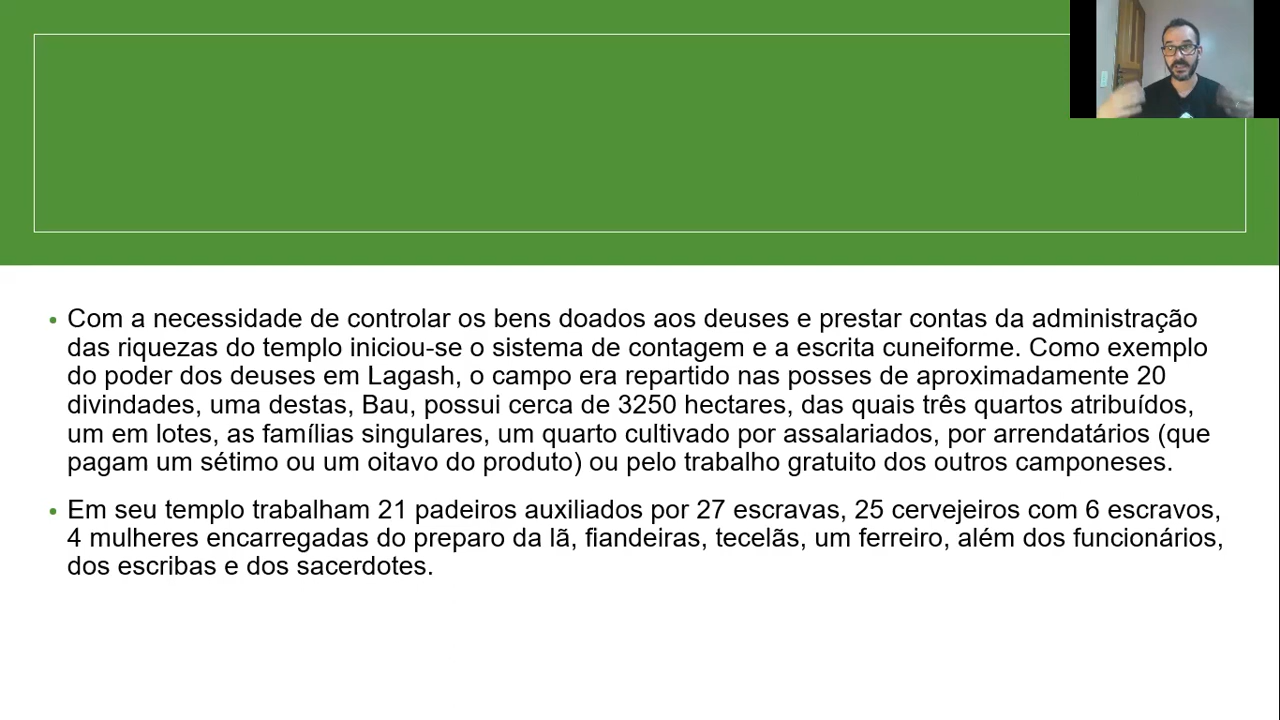 • Com a necessidade de controlar os bens doados aos deuses e prestar contas da administração
das riquezas do templo iniciou-se o sistema de contagem e a escrita cuneiforme. Como exemplo
do poder dos deuses em Lagash, o campo era repartido nas posses de aproximadamente 20
divindades, uma destas, Bau, possui cerca de 3250 hectares, das quais três quartos atribuídos,
um em lotes, as famílias singulares, um quarto cultivado por assalariados, por arrendatários (que
pagam um sétimo ou um oitavo do produto) ou pelo trabalho gratuito dos outros camponeses.
• Em seu templo trabalham 21 padeiros auxiliados por 27 escravas, 25 cervejeiros com 6 escravos,
4 mulheres encarregadas do preparo da lã, fiandeiras, tecelãs, um ferreiro, além dos funcionários,
dos escribas e dos sacerdotes.